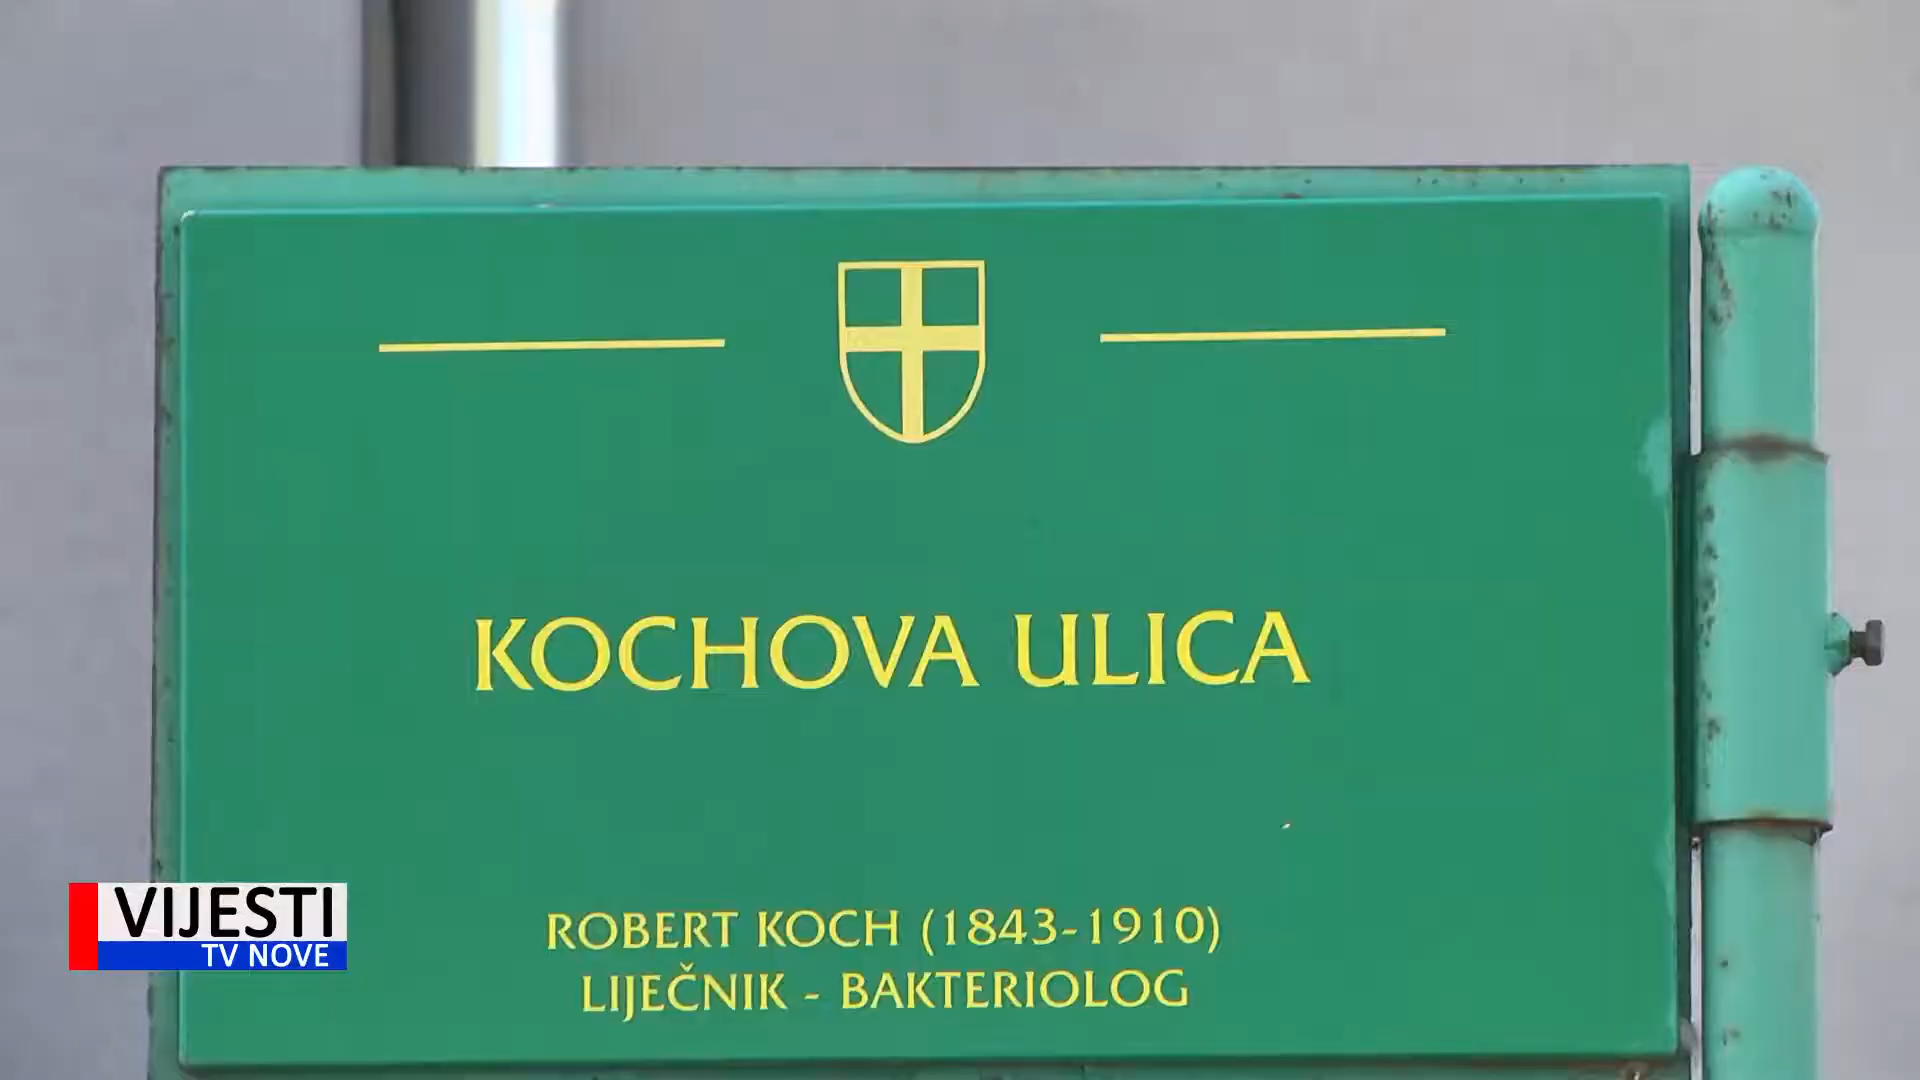 KOCHOVA ULICA
ROBERT KOCH (1843-1910)
LIJEČNIK - BAKTERIOLOG
VIJESTI
TV NOVE